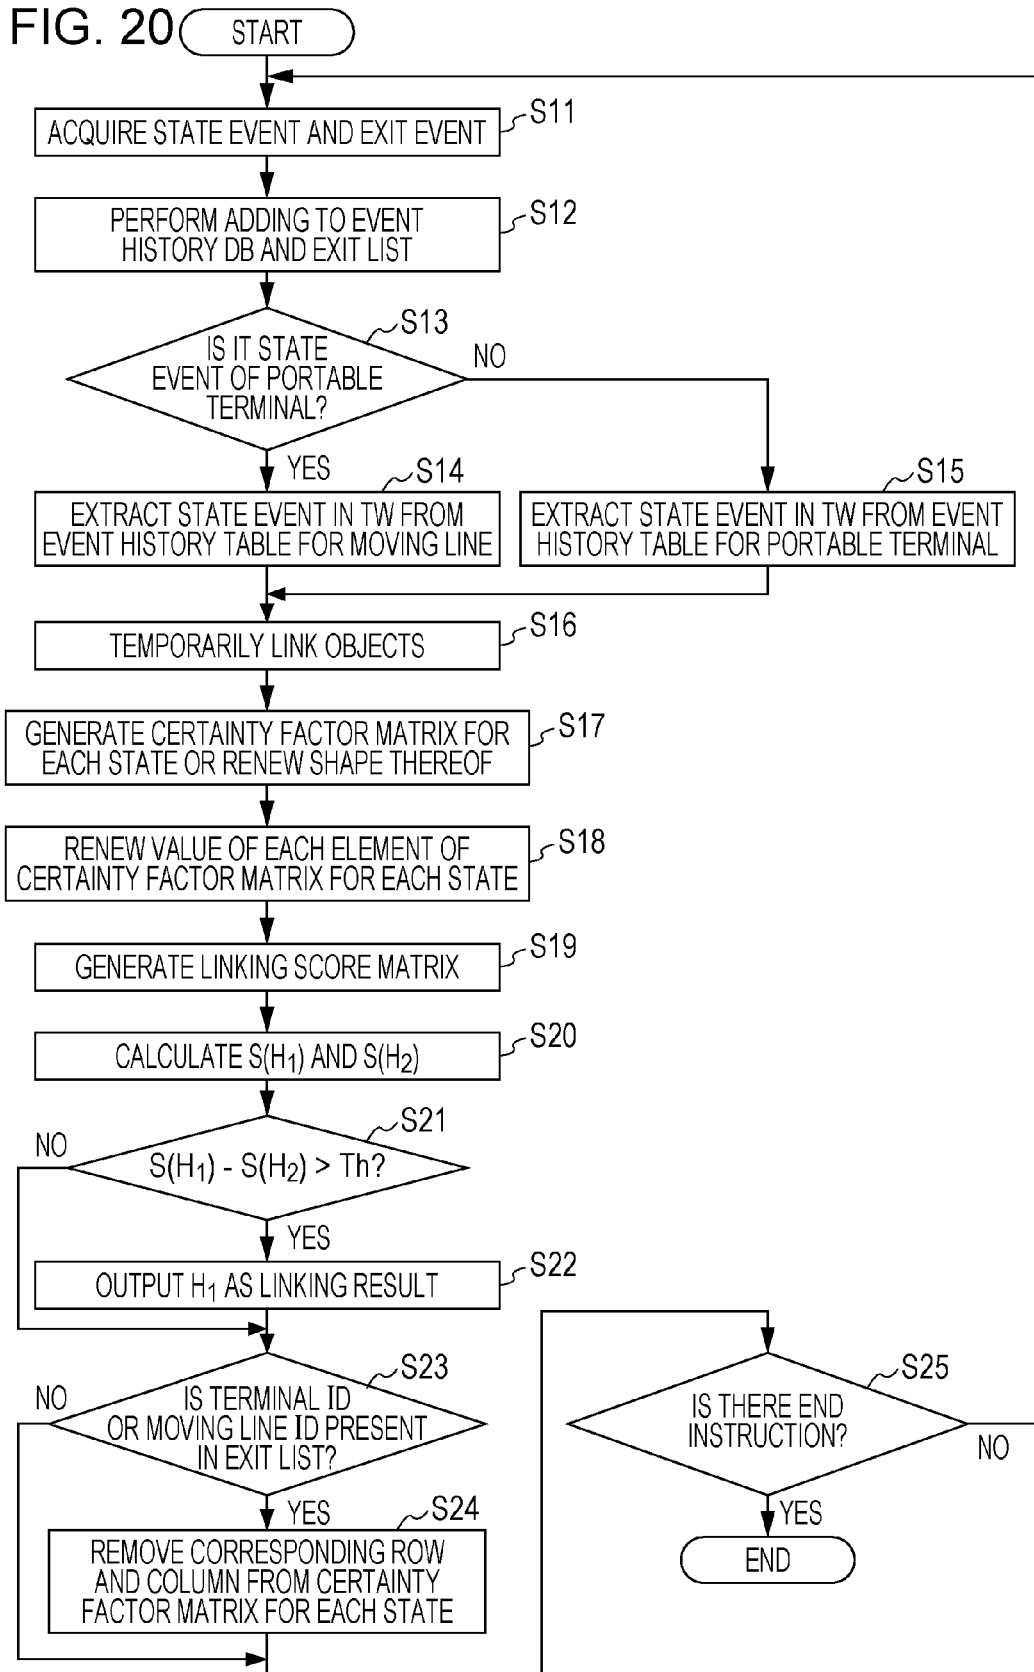 FIG. 20
START
ACQUIRE STATE EVENT AND EXIT EVENT
S11
PERFORM ADDING TO EVENT
HISTORY DB AND EXIT LIST
S12
IS IT STATE
EVENT OF PORTABLE
TERMINAL?
S13
NO
YES
EXTRACT STATE EVENT IN TW FROM
EVENT HISTORY TABLE FOR MOVING LINE
S14
EXTRACT STATE EVENT IN TW FROM EVENT
HISTORY TABLE FOR PORTABLE TERMINAL
S15
TEMPORARILY LINK OBJECTS
S16
GENERATE CERTAINTY FACTOR MATRIX FOR
EACH STATE OR RENEW SHAPE THEREOF
S17
RENEW VALUE OF EACH ELEMENT OF
CERTAINTY FACTOR MATRIX FOR EACH STATE
S18
GENERATE LINKING SCORE MATRIX
S19
CALCULATE S(H1) AND S(H2)
S20
S(H1) - S(H2) > Th?
S21
NO
YES
OUTPUT H1 AS LINKING RESULT
S22
IS TERMINAL ID
OR MOVING LINE ID PRESENT
IN EXIT LIST?
S23
NO
YES
REMOVE CORRESPONDING ROW
AND COLUMN FROM CERTAINTY
FACTOR MATRIX FOR EACH STATE
S24
IS THERE END
INSTRUCTION?
S25
NO
YES
END